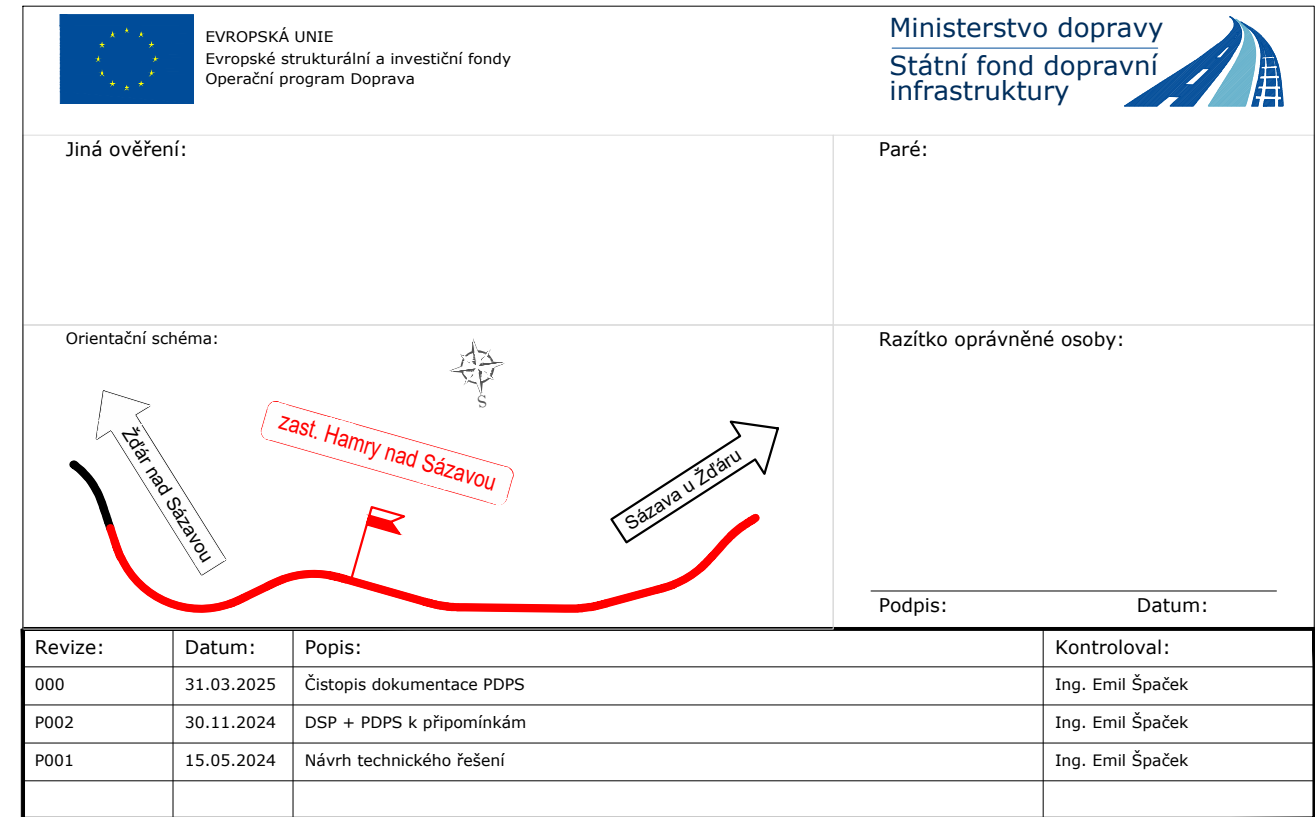 EVROPSKÁ UNIE
Evropské strukturální a investiční fondy
Operační program Doprava
Ministerstvo dopravy
Státní fond dopravní
infrastruktury
Jiná ověření:
Paré:
Orientační schéma:
S
Žďár nad Sázavou
zast. Hamry nad Sázavou
Sázava u Žďáru
Razítko oprávněné osoby:
Podpis: Datum:
Revize: Datum: Popis: Kontroloval:
000 31.03.2025 Čistopis dokumentace PDPS Ing. Emil Špaček
P002 30.11.2024 DSP + PDPS k připomínkám Ing. Emil Špaček
P001 15.05.2024 Návrh technického řešení Ing. Emil Špaček